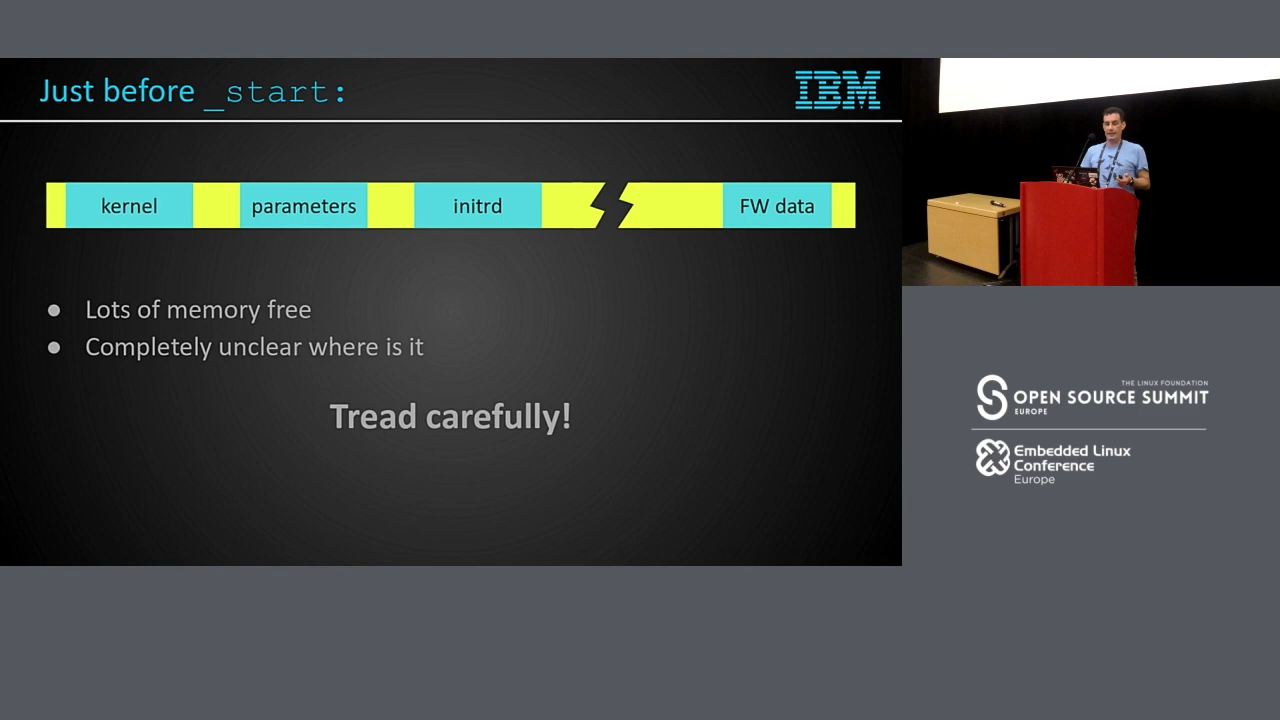 Just before _start:
IBM
kernel
parameters
initrd
FW data
● Lots of memory free
● Completely unclear where is it
Tread carefully!
THE LINUX FOUNDATION
OPEN SOURCE SUMMIT
EUROPE
Embedded Linux
Conference
Europe